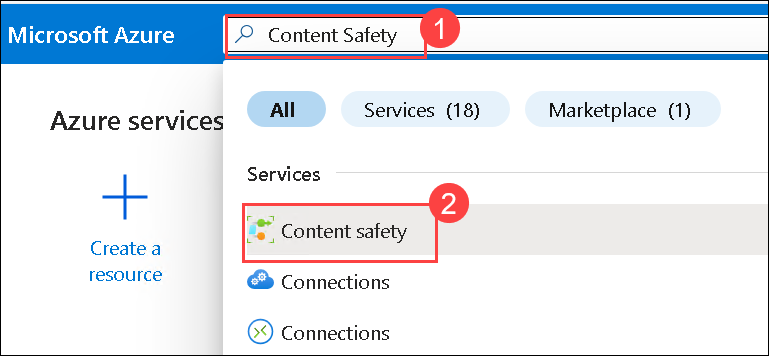 Microsoft Azure
Content Safety
1
All
Services (18)
Marketplace (1)
Azure services
Services
2
Content safety
Create a
resource
Connections
Connections